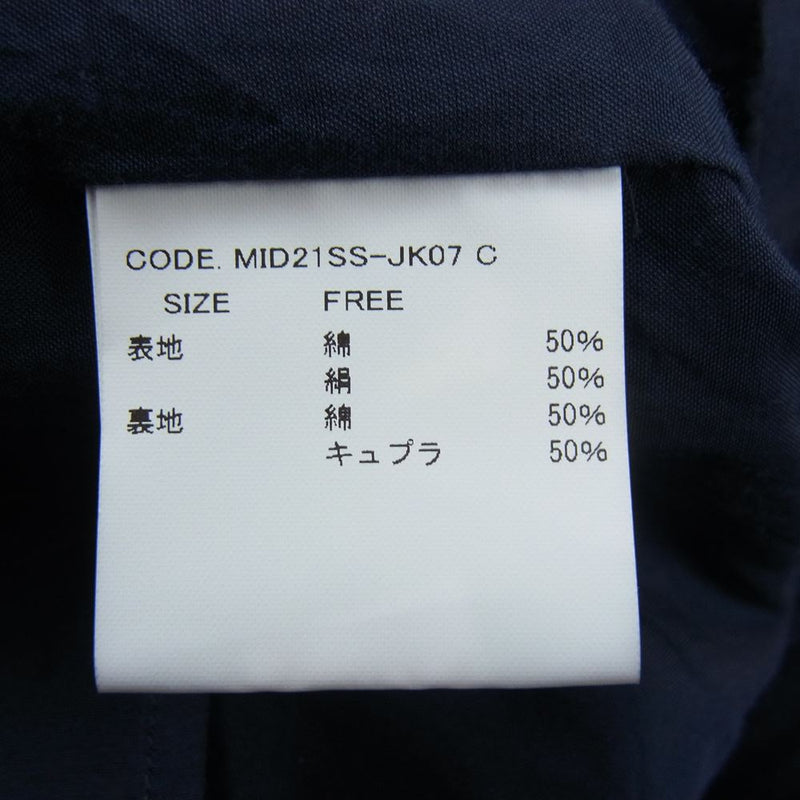 CODE. MID21SS-JK07 C
SIZE FREE
表地 綿 50%
絹 50%
裏地 綿 50%
キュプラ 50%